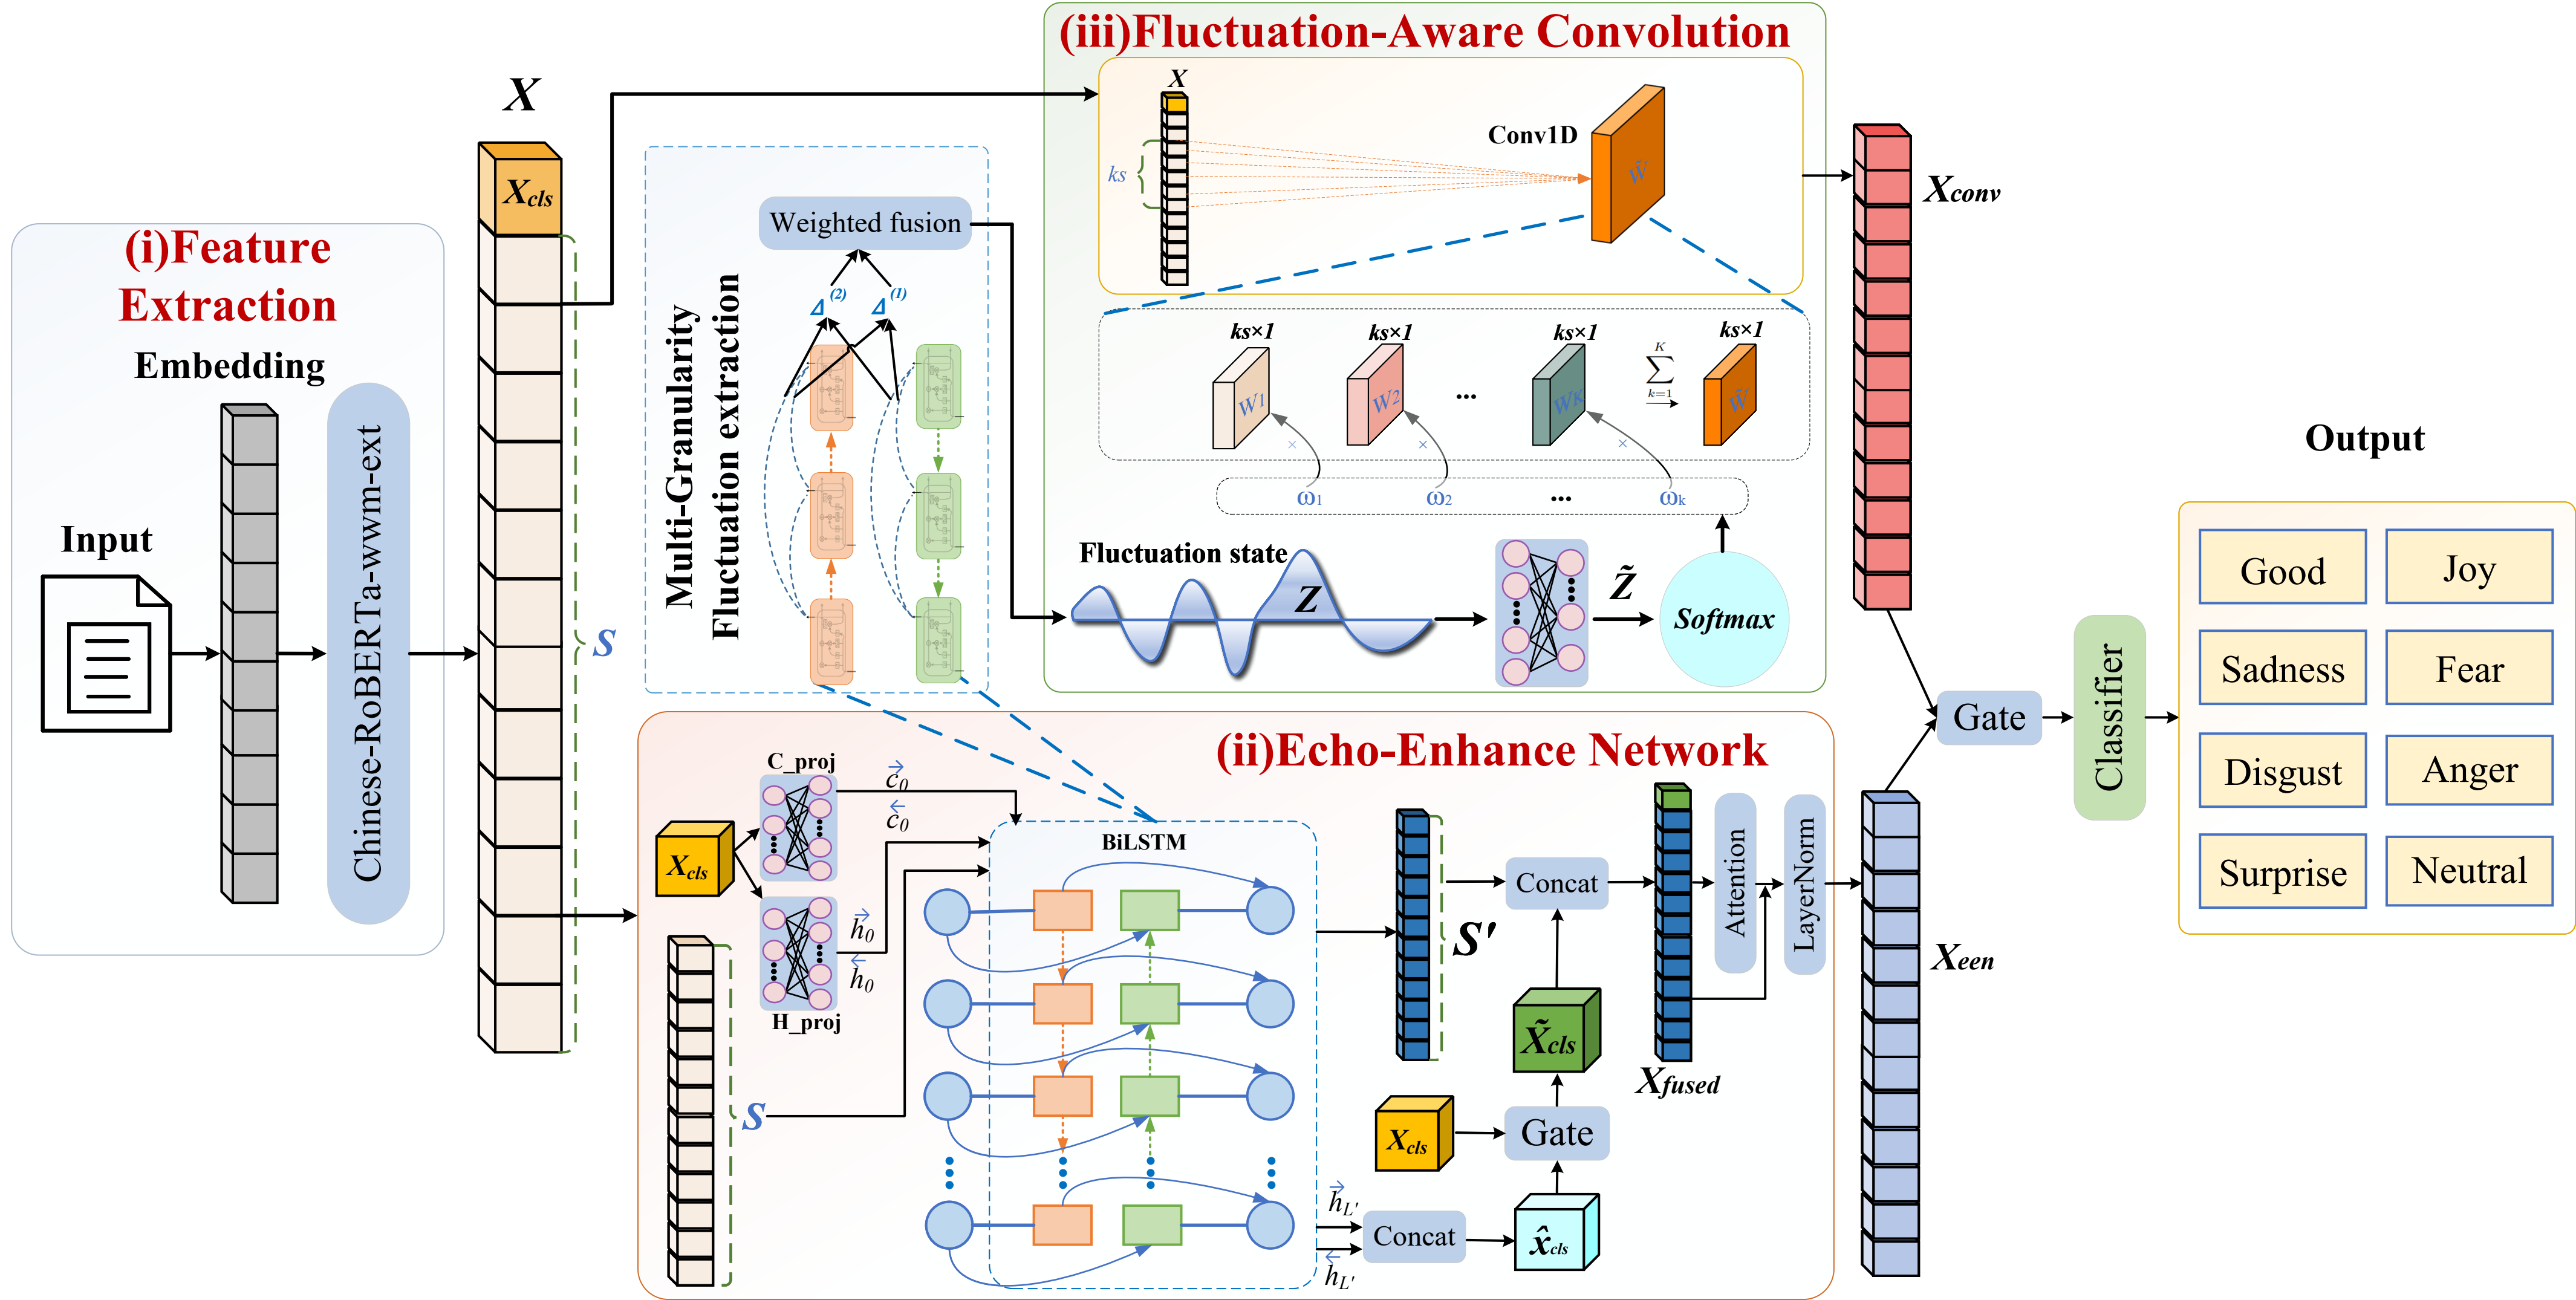 (i)Feature
Extraction
Embedding
Input
Chinese-RoBERTa-wwm-ext
X
Xcls
S
Multi-Granularity
Fluctuation extraction
Weighted fusion
Δ(2)
Δ(1)
(iii)Fluctuation-Aware Convolution
X
ks
Conv1D
W̃
ks×1
ks×1
ks×1
ks×1
W1
W2
...
WK
K
∑
k=1
W̃
×
×
×
ω1
ω2
...
ωk
Fluctuation state
Z
Z̃
Softmax
Xconv
(ii)Echo-Enhance Network
C_proj
Xcls
H_proj
→c0
←c0
→h0
←h0
S
BiLSTM
→hL'
←hL'
Concat
x̂cls
Xcls
Gate
X̃cls
Concat
S'
Xfused
Attention
LayerNorm
Xeen
Gate
Classifier
Output
Good
Joy
Sadness
Fear
Disgust
Anger
Surprise
Neutral